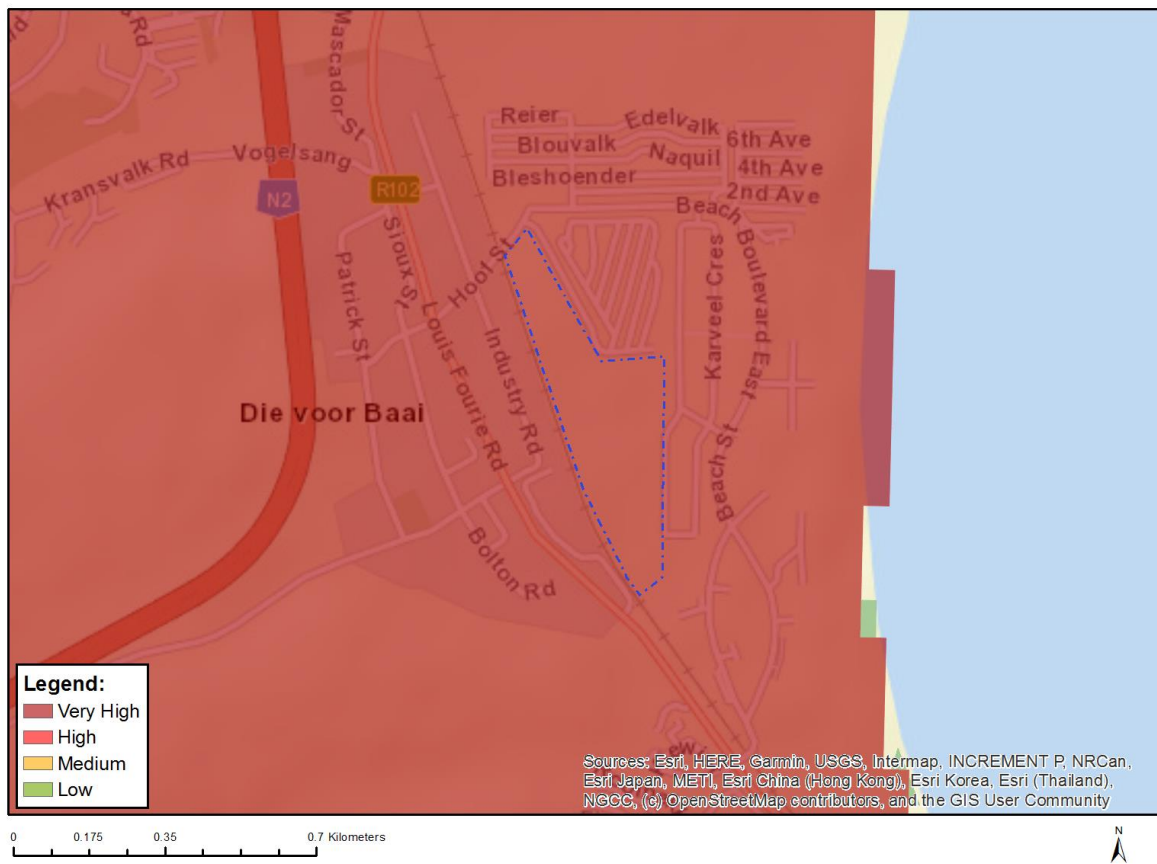 Mascador St
Rd
Reier
Edelvalk
6th Ave
Blouvalk
Naquil
4th Ave
Vogelsang
Kransvalk Rd
Bleshoender
2nd Ave
R102
N2
Beach Boulevard East
Sioux St
Hoof St
Patrick St
Karveel Cres
Louis Fourie Rd
Industry Rd
Die voor Baai
Beach St
Bolton Rd
Legend:
Very High
High
Medium
Low
Sources: Esri, HERE, Garmin, USGS, Intermap, INCREMENT P, NRCan,
Esri Japan, METI, Esri China (Hong Kong), Esri Korea, Esri (Thailand),
NGCC, (c) OpenStreetMap contributors, and the GIS User Community
0 0.175 0.35 0.7 Kilometers
N